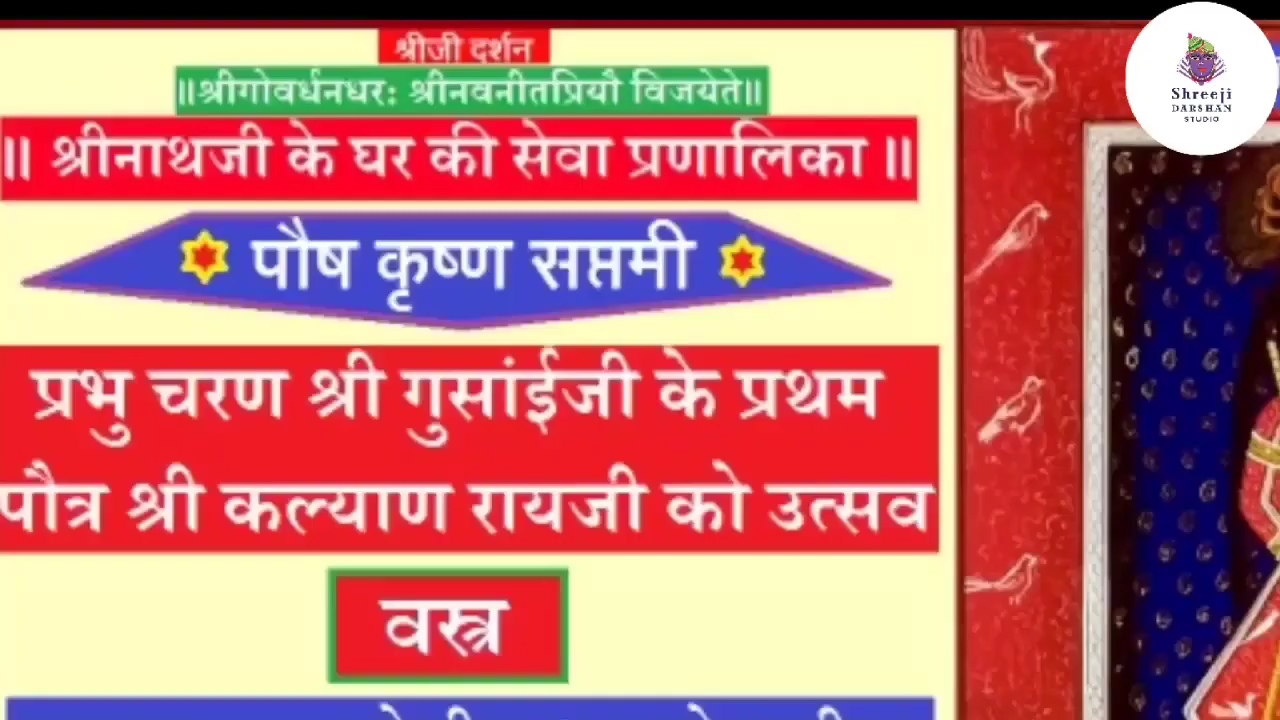 श्रीजी दर्शन
॥श्रीगोवर्धनधरः श्रीनवनीतप्रियौ विजयेते॥
॥ श्रीनाथजी के घर की सेवा प्रणालिका ॥
पौष कृष्ण सप्तमी
प्रभु चरण श्री गुसांईजी के प्रथम
पौत्र श्री कल्याण रायजी को उत्सव
वस्त्र
Shreeji
DARSHAN
STUDIO